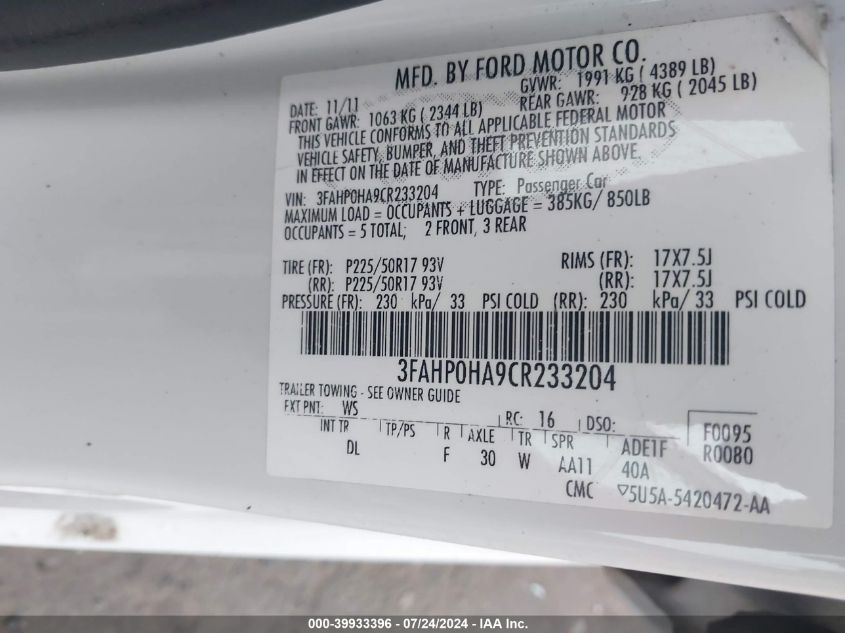 MFD. BY FORD MOTOR CO.
DATE: 11/11 GVWR: 1991 KG ( 4389 LB)
FRONT GAWR: 1063 KG ( 2344 LB) REAR GAWR: 928 KG ( 2045 LB)
THIS VEHICLE CONFORMS TO ALL APPLICABLE FEDERAL MOTOR
VEHICLE SAFETY, BUMPER, AND THEFT PREVENTION STANDARDS
IN EFFECT ON THE DATE OF MANUFACTURE SHOWN ABOVE.
VIN: 3FAHP0HA9CR233204 TYPE: Passenger Car
MAXIMUM LOAD = OCCUPANTS + LUGGAGE = 385KG/ 850LB
OCCUPANTS = 5 TOTAL; 2 FRONT, 3 REAR
TIRE (FR): P225/50R17 93V RIMS (FR): 17X7.5J
(RR): P225/50R17 93V (RR): 17X7.5J
PRESSURE (FR): 230 kPa/ 33 PSI COLD (RR): 230 kPa/ 33 PSI COLD
3FAHP0HA9CR233204
TRAILER TOWING - SEE OWNER GUIDE
EXT PNT: WS RC: 16 DSO: F0095
INT TR TP/PS R AXLE TR SPR ADE1F R0080
DL F 30 W AA11 40A
CMC ▽5U5A-5420472-AA
000-39933396 - 07/24/2024 - IAA Inc.